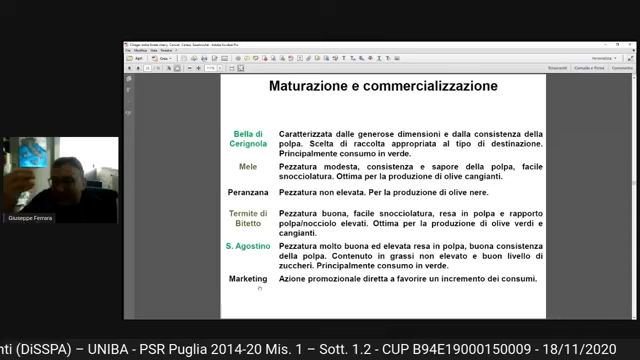 Maturazione e commercializzazione
Bella di Cerignola
Caratterizzata dalle generose dimensioni e dalla consistenza della
polpa. Scelta di raccolta appropriata al tipo di destinazione.
Principalmente consumo in verde.
Mele
Pezzatura modesta, consistenza e sapore della polpa, facile
snocciolatura. Ottima per la produzione di olive cangianti.
Peranzana
Pezzatura non elevata. Per la produzione di olive nere.
Termite di Bitetto
Pezzatura buona, facile snocciolatura, resa in polpa e rapporto
polpa/nocciolo elevati. Ottima per la produzione di olive verdi e
cangianti.
S. Agostino
Pezzatura molto buona ed elevata resa in polpa, buona consistenza
della polpa. Contenuto in grassi non elevato e buon livello di
zuccheri. Principalmente consumo in verde.
Marketing
Azione promozionale diretta a favorire un incremento dei consumi.
Giuseppe Ferrara
nti (DiSSPA) – UNIBA - PSR Puglia 2014-20 Mis. 1 – Sott. 1.2 - CUP B94E19000150009 - 18/11/2020